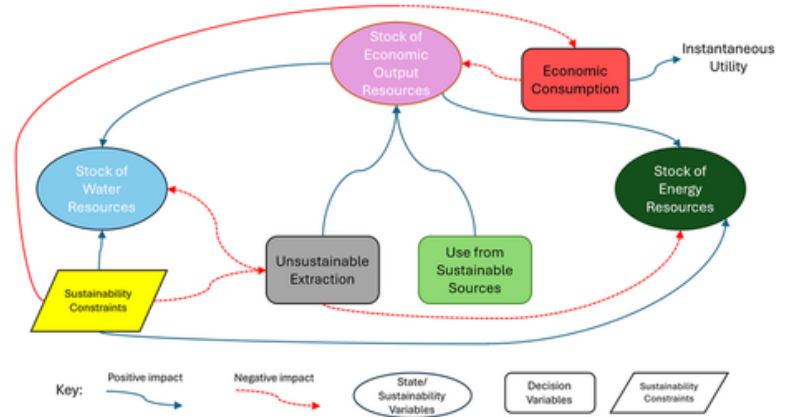 Stock of
Economic
Output
Resources
Economic
Consumption
Instantaneous
Utility
Stock of
Water
Resources
Stock of
Energy
Resources
Unsustainable
Extraction
Use from
Sustainable
Sources
Sustainability
Constraints
Key:
Positive impact
Negative impact
State/
Sustainability
Variables
Decision
Variables
Sustainability
Constraints